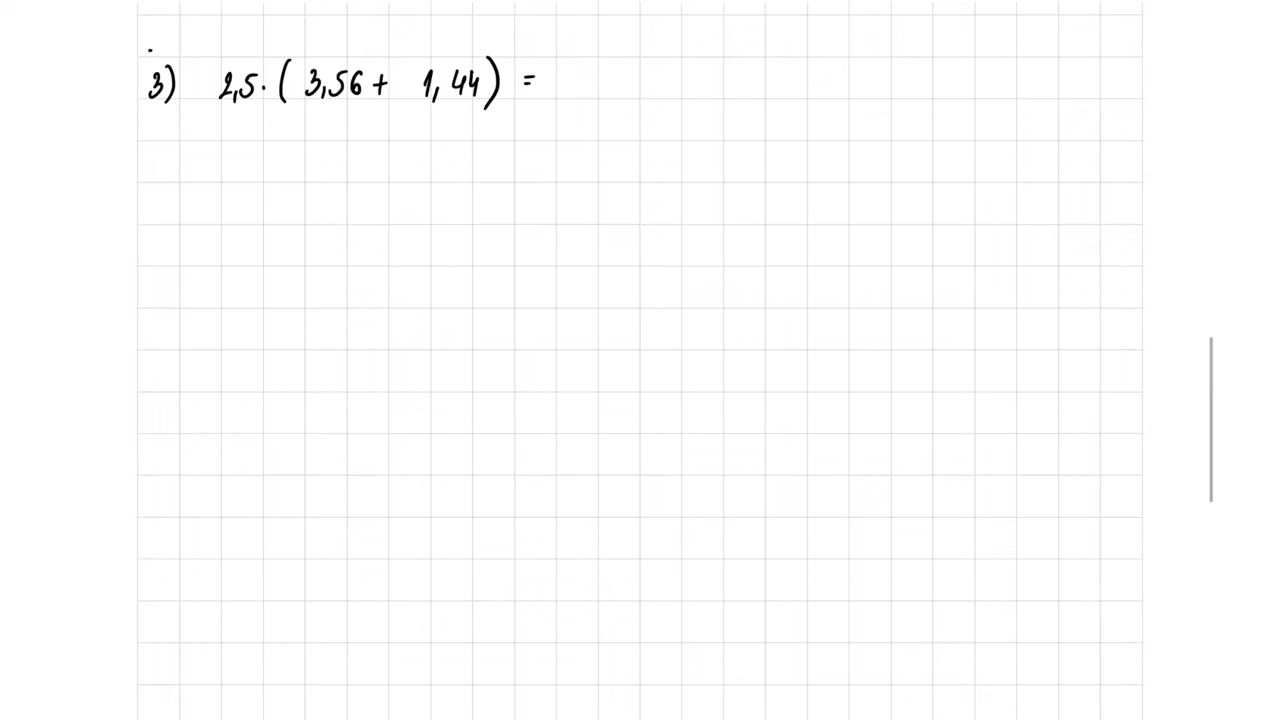 3) 2,5·( 3,56+ 1,44) =